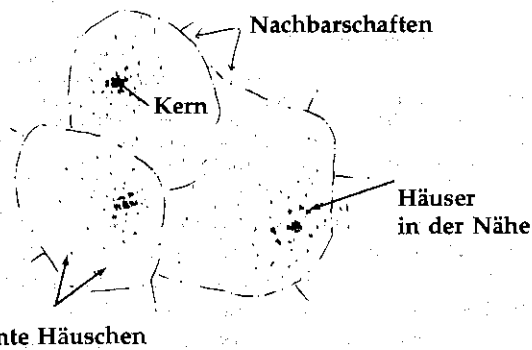 Nachbarschaften
Kern
Häuser
in der Nähe
Häuschen